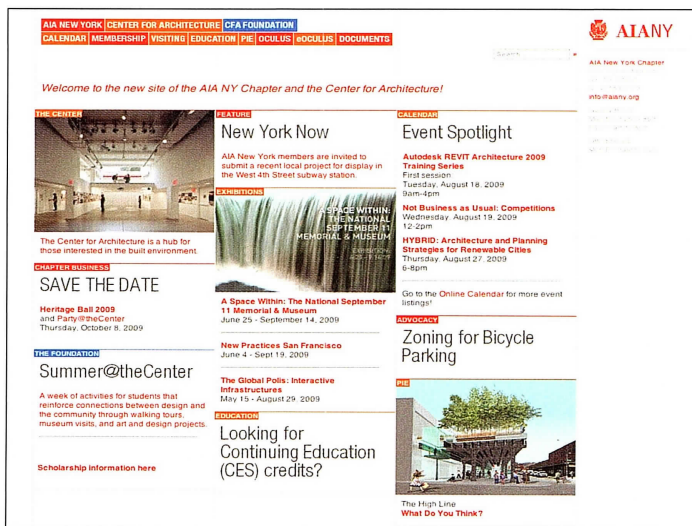 AIA NEW YORK CENTER FOR ARCHITECTURE CFA FOUNDATION
CALENDAR MEMBERSHIP VISITING EDUCATION PIE OCULUS eOCULUS DOCUMENTS
Search
AIANY
AIA New York Chapter
info@aiany.org
Welcome to the new site of the AIA NY Chapter and the Center for Architecture!
THE CENTER
The Center for Architecture is a hub for
those interested in the built environment.
CHAPTER BUSINESS
SAVE THE DATE
Heritage Ball 2009
and Party@theCenter
Thursday, October 8, 2009
THE FOUNDATION
Summer@theCenter
A week of activities for students that
reinforce connections between design and
the community through walking tours,
museum visits, and art and design projects.
Scholarship information here
FEATURE
New York Now
AIA New York members are invited to
submit a recent local project for display in
the West 4th Street subway station.
EXHIBITIONS
A SPACE WITHIN:
THE NATIONAL
SEPTEMBER 11
MEMORIAL & MUSEUM
EXHIBITION:
A Space Within: The National September
11 Memorial & Museum
June 25 - September 14, 2009
New Practices San Francisco
June 4 - Sept 19, 2009
The Global Polis: Interactive
Infrastructures
May 15 - August 29, 2009
EDUCATION
Looking for
Continuing Education
(CES) credits?
CALENDAR
Event Spotlight
Autodesk REVIT Architecture 2009
Training Series
First session
Tuesday, August 18, 2009
9am-4pm
Not Business as Usual: Competitions
Wednesday, August 19, 2009
12-2pm
HYBRID: Architecture and Planning
Strategies for Renewable Cities
Thursday, August 27, 2009
6-8pm
Go to the Online Calendar for more event
listings!
ADVOCACY
Zoning for Bicycle
Parking
PIE
The High Line
What Do You Think?